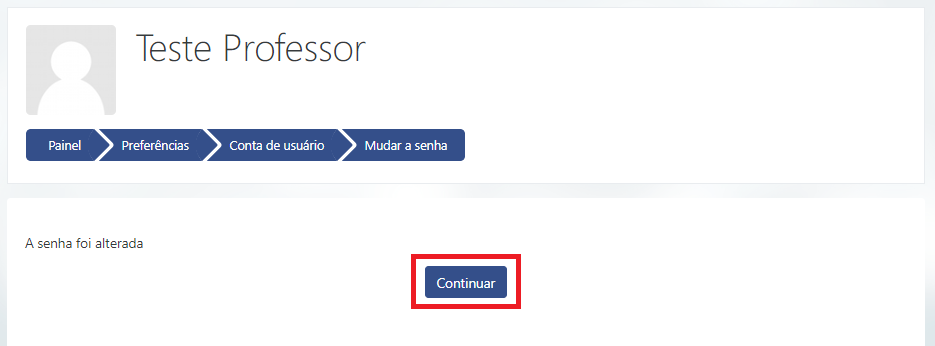 Teste Professor
Painel Preferências Conta de usuário Mudar a senha
A senha foi alterada
Continuar